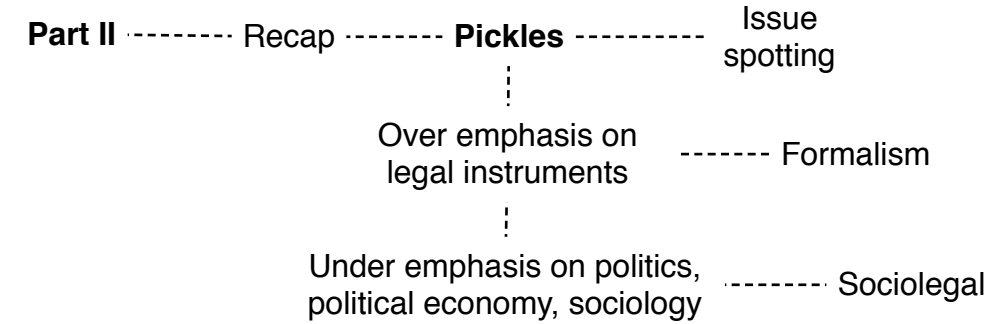 Part II Recap Pickles Issue
spotting
Over emphasis on
legal instruments
Formalism
Under emphasis on politics,
political economy, sociology
Sociolegal